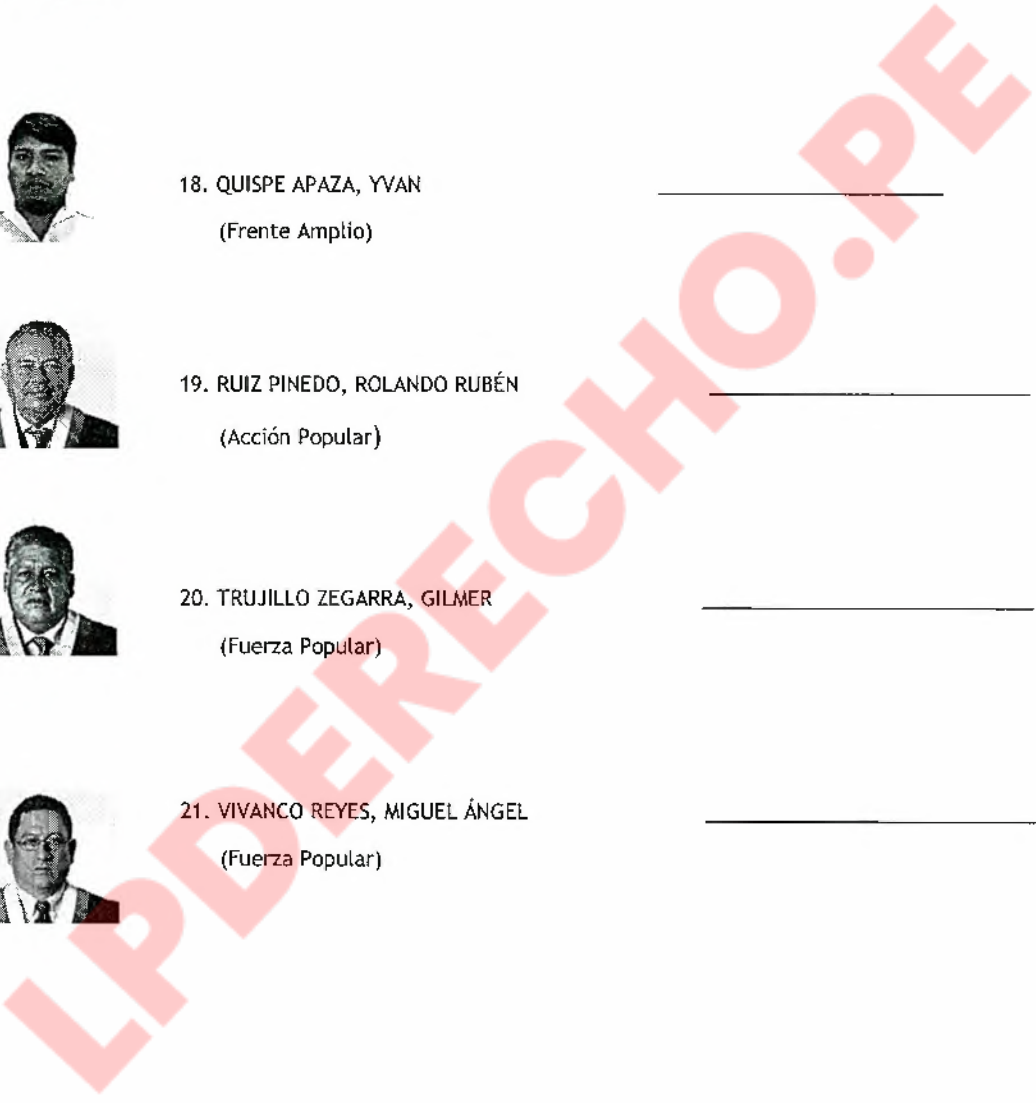 18. QUISPE APAZA, YVAN
(Frente Amplio)
19. RUIZ PINEDO, ROLANDO RUBÉN
(Acción Popular)
20. TRUJILLO ZEGARRA, GILMER
(Fuerza Popular)
21. VIVANCO REYES, MIGUEL ÁNGEL
(Fuerza Popular)
LPDERECHO.PE